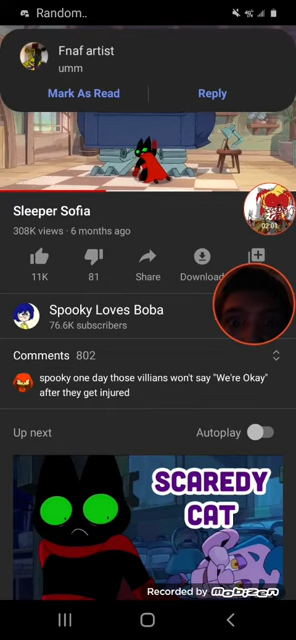 Random..
Fnaf artist
umm
Mark As Read
Reply
Sleeper Sofia
308K views · 6 months ago
02:01
11K
81
Share
Download
Spooky Loves Boba
76.6K subscribers
Comments 802
spooky one day those villians won't say "We're Okay"
after they get injured
Up next
Autoplay
SCAREDY
CAT
Recorded by mobizen